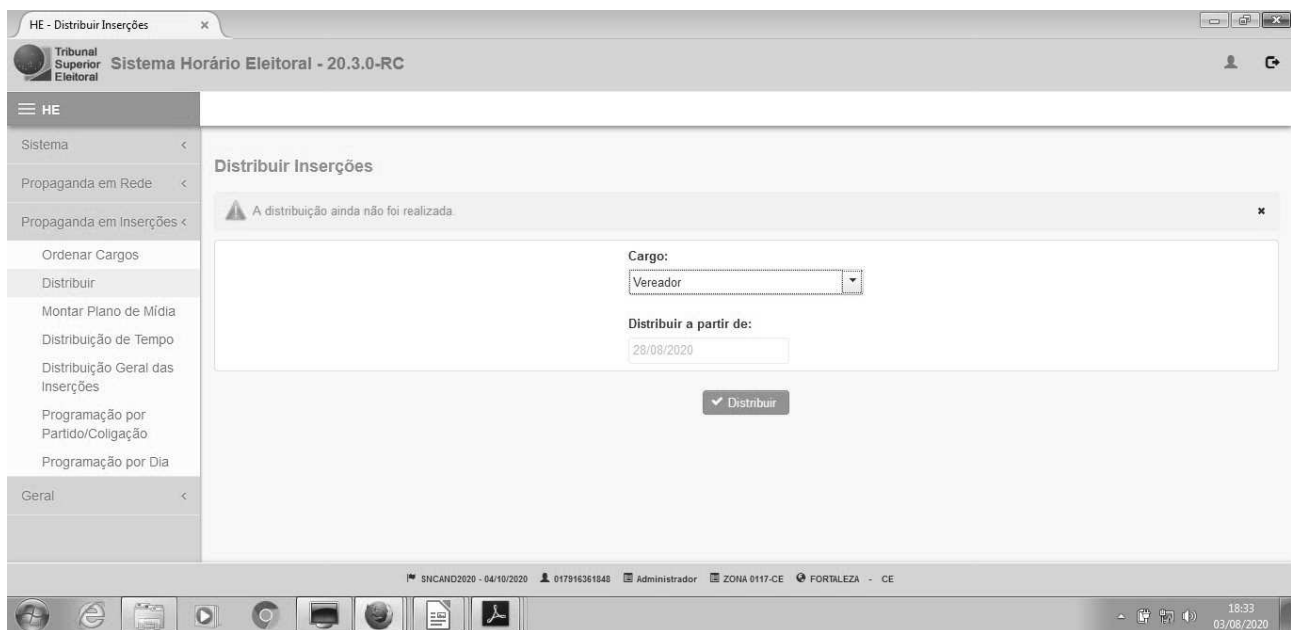 HE - Distribuir Inserções
Tribunal
Superior
Eleitoral
Sistema Horário Eleitoral - 20.3.0-RC
HE
Sistema
Propaganda em Rede
Propaganda em Inserções
Ordenar Cargos
Distribuir
Montar Plano de Mídia
Distribuição de Tempo
Distribuição Geral das
Inserções
Programação por
Partido/Coligação
Programação por Dia
Geral
Distribuir Inserções
A distribuição ainda não foi realizada.
Cargo:
Vereador
Distribuir a partir de:
28/08/2020
Distribuir
SNCAND2020 - 04/10/2020 017916361848 Administrador ZONA 0117-CE FORTALEZA - CE
18:33
03/08/2020